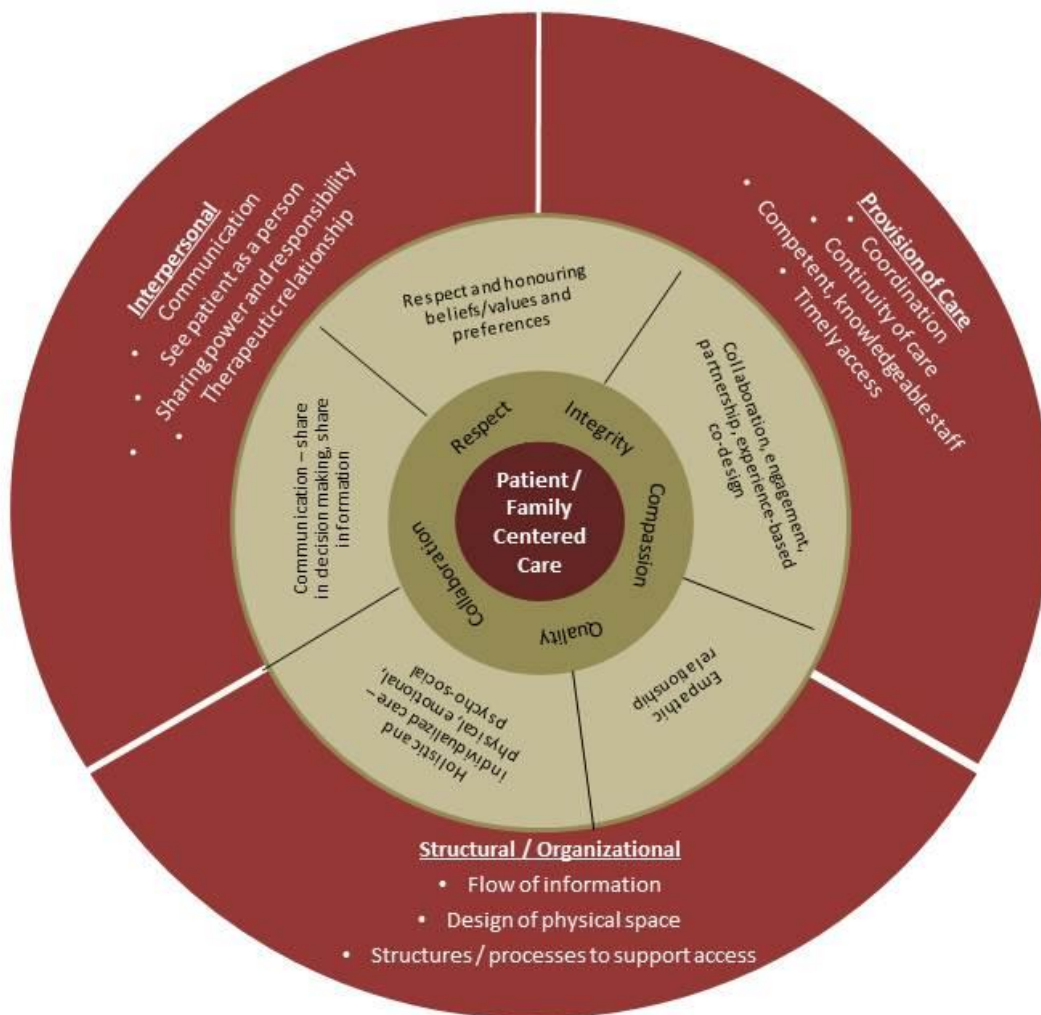 Interpersonal
• Communication
• See patient as a person
• Sharing power and responsibility
• Therapeutic relationship
Provision of Care
• Coordination
• Continuity of care
• Competent, knowledgeable staff
• Timely access
Respect and honouring
beliefs/values and
preferences
Collaboration, engagement,
partnership, experience-based
co-design
Empathic
relationship
Holistic and
individualized care –
physical, emotional,
psycho-social
Communication – share
in decision making, share
information
Respect
Integrity
Compassion
Quality
Collaboration
Patient /
Family
Centered
Care
Structural / Organizational
• Flow of information
• Design of physical space
• Structures / processes to support access